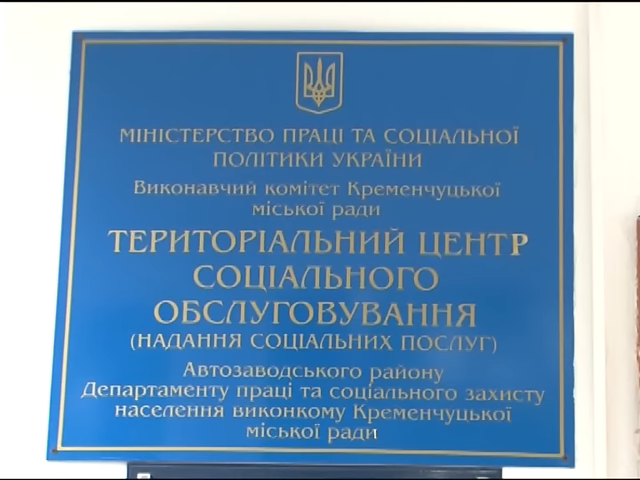 МІНІСТЕРСТВО ПРАЦІ ТА СОЦІАЛЬНОЇ
ПОЛІТИКИ УКРАЇНИ
Виконавчий комітет Кременчуцької
міської ради
ТЕРИТОРІАЛЬНИЙ ЦЕНТР
СОЦІАЛЬНОГО
ОБСЛУГОВУВАННЯ
(НАДАННЯ СОЦІАЛЬНИХ ПОСЛУГ)
Автозаводського району
Департаменту праці та соціального захисту
населення виконкому Кременчуцької
міської ради